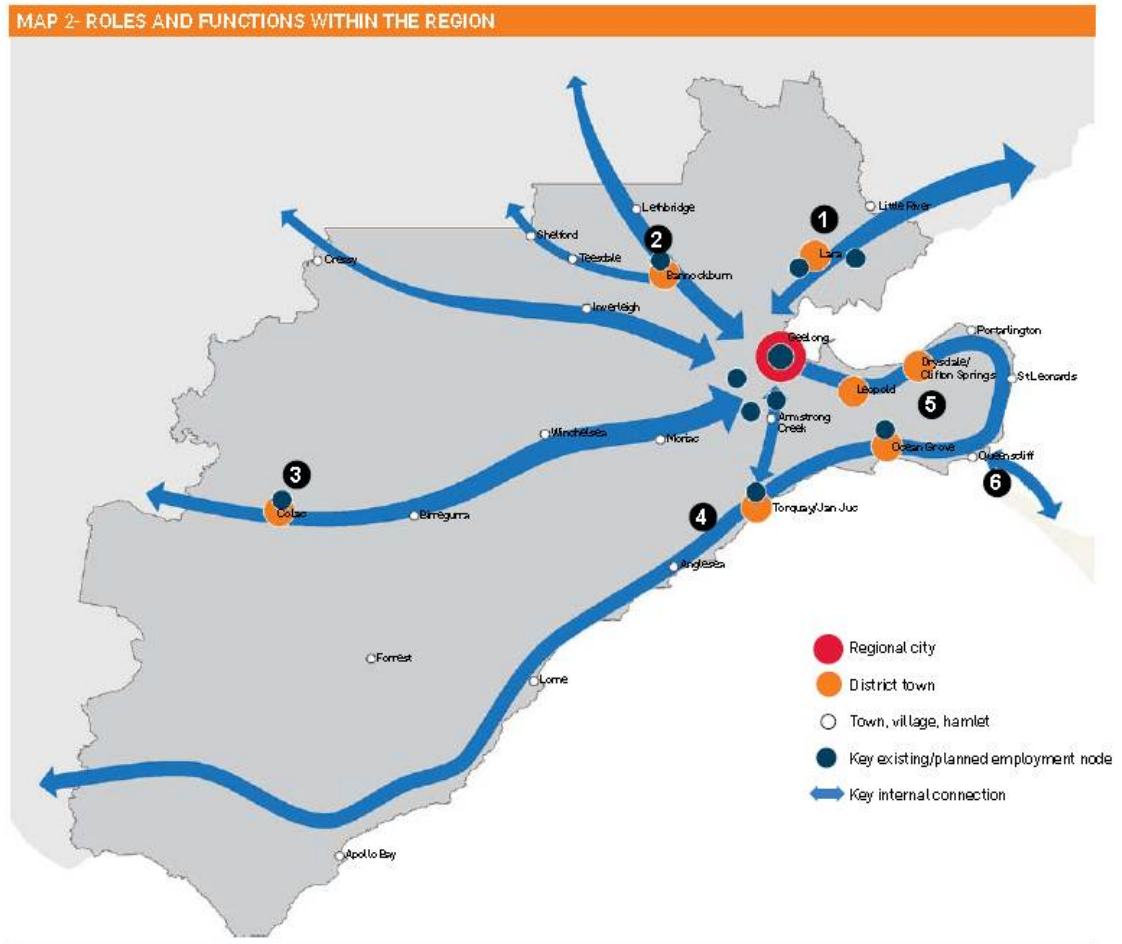 MAP 2- ROLES AND FUNCTIONS WITHIN THE REGION
Little River
Lethbridge
1
Shelford
2
Lara
Cressy
Teesdale
Bannockburn
Inverleigh
Geelong
Portarlington
Drysdale/
Clifton Springs
St Leonards
Leopold
5
Armstrong
Creek
Winchelsea
Moriac
Ocean Grove
Queenscliff
3
6
Colac
Birregurra
4
Torquay/Jan Juc
Anglesea
Forrest
Lorne
Apollo Bay
Regional city
District town
Town, village, hamlet
Key existing/planned employment node
Key internal connection